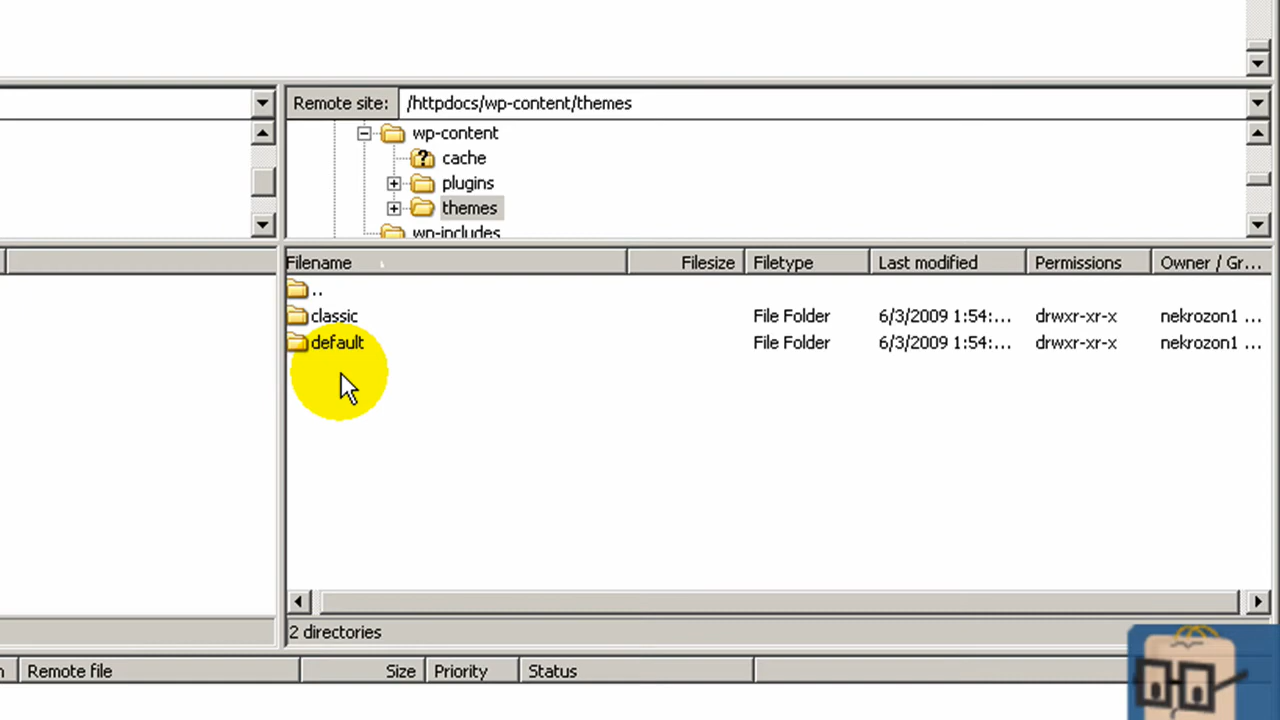 Remote site: /httpdocs/wp-content/themes
wp-content
cache
plugins
themes
wp-includes
Filename Filesize Filetype Last modified Permissions Owner / Gr...
..
classic File Folder 6/3/2009 1:54:... drwxr-xr-x nekrozon1 ...
default File Folder 6/3/2009 1:54:... drwxr-xr-x nekrozon1 ...
2 directories
Remote file Size Priority Status